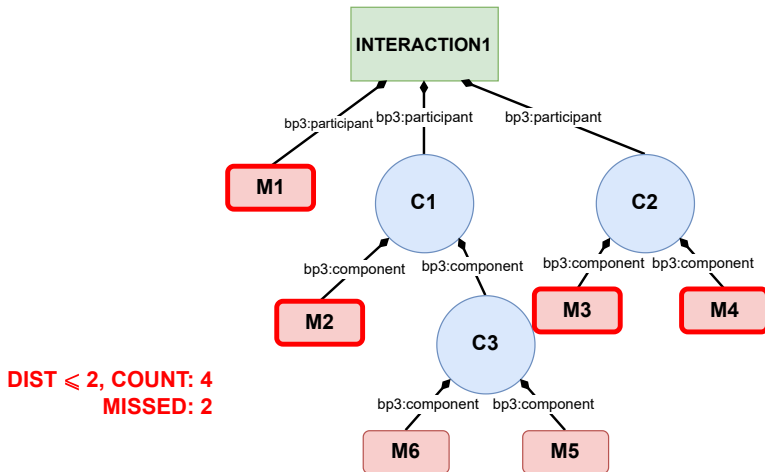 INTERACTION1
bp3:participant
bp3:participant
bp3:participant
M1
C1
C2
bp3:component
bp3:component
bp3:component
bp3:component
M2
M3
M4
C3
DIST ⩽ 2, COUNT: 4
MISSED: 2
bp3:component
bp3:component
M6
M5